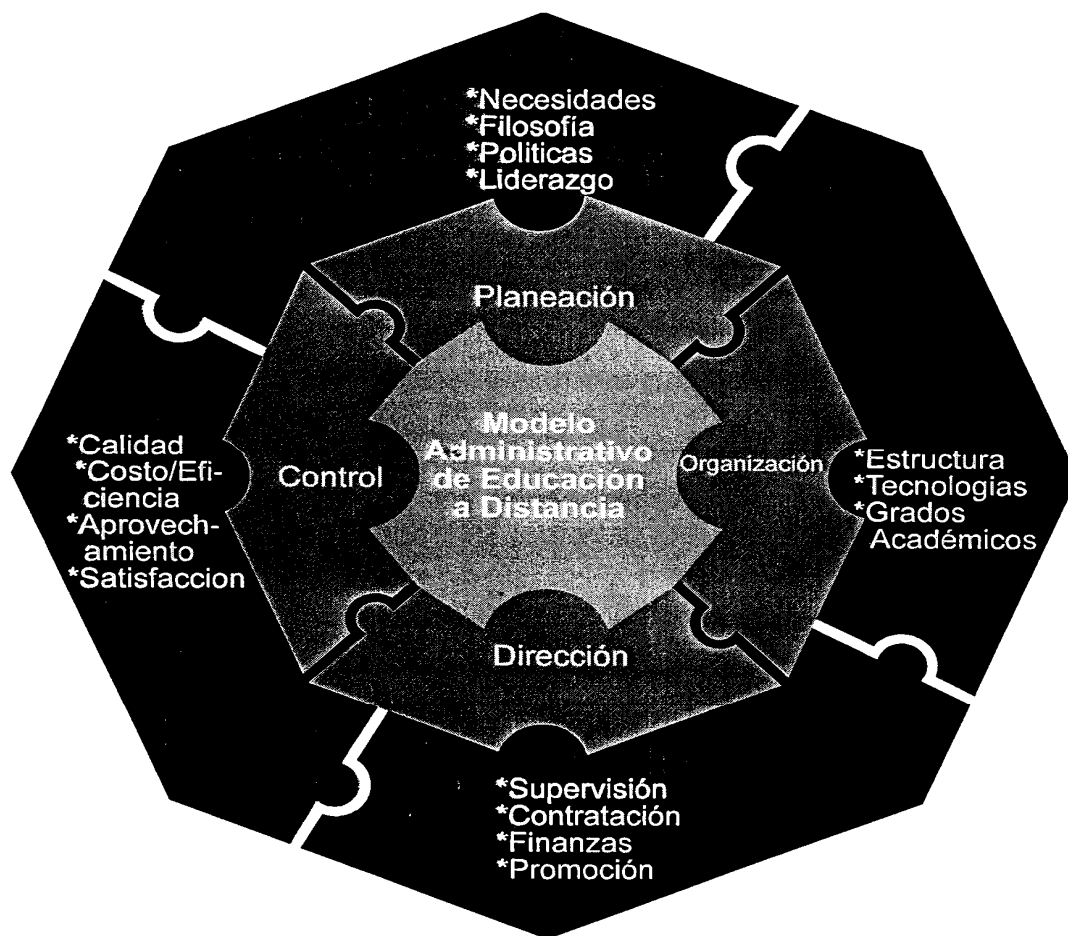 *Necesidades
*Filosofía
*Politicas
*Liderazgo
Planeación
Modelo
Administrativo
de Educación
a Distancia
Control
Organización
*Calidad
*Costo/Efi-
ciencia
*Aprovech-
amiento
*Satisfaccion
*Estructura
*Tecnologias
*Grados
Académicos
Dirección
*Supervisión
*Contratación
*Finanzas
*Promoción